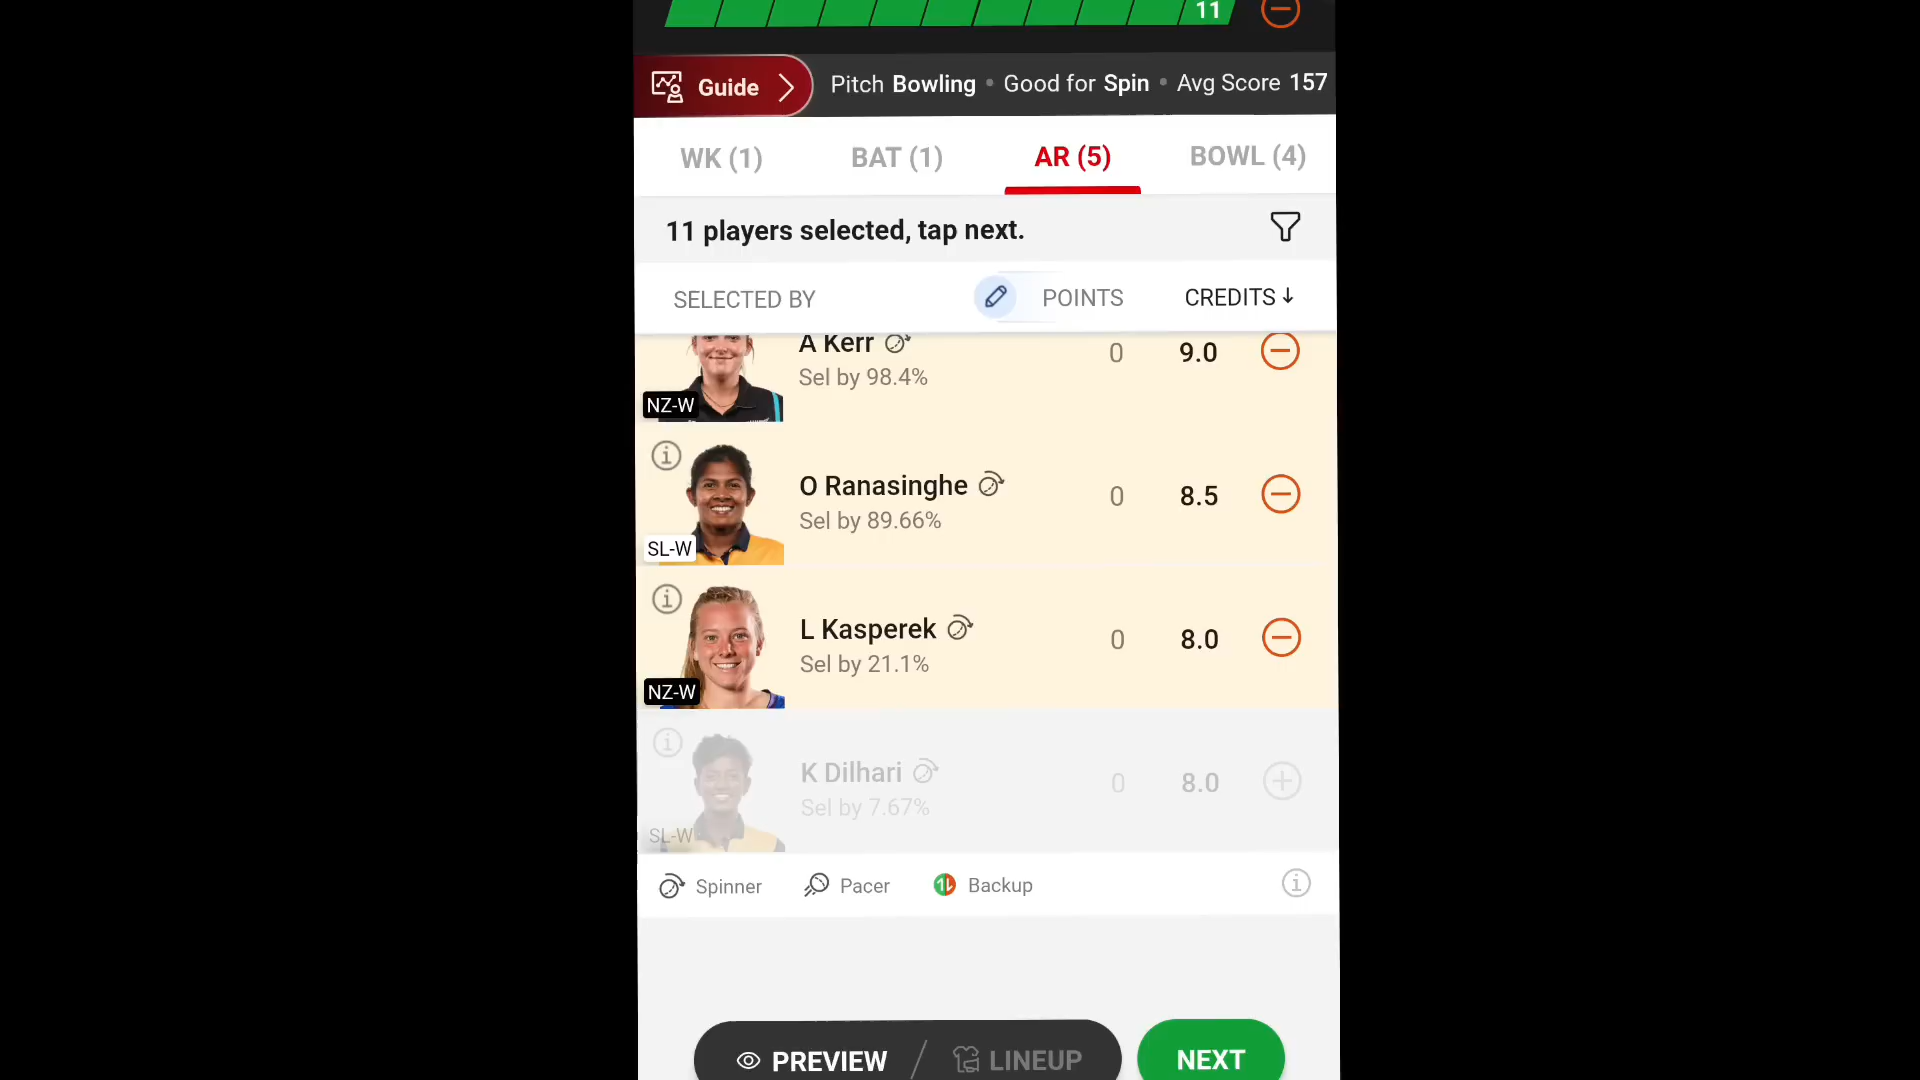 11
Guide
Pitch Bowling • Good for Spin • Avg Score 157
WK (1) BAT (1) AR (5) BOWL (4)
11 players selected, tap next.
SELECTED BY POINTS CREDITS↓
A Kerr
Sel by 98.4%
0 9.0
NZ-W
O Ranasinghe
Sel by 89.66%
0 8.5
SL-W
L Kasperek
Sel by 21.1%
0 8.0
NZ-W
K Dilhari
Sel by 7.67%
0 8.0
SL-W
Spinner Pacer Backup
PREVIEW / LINEUP NEXT